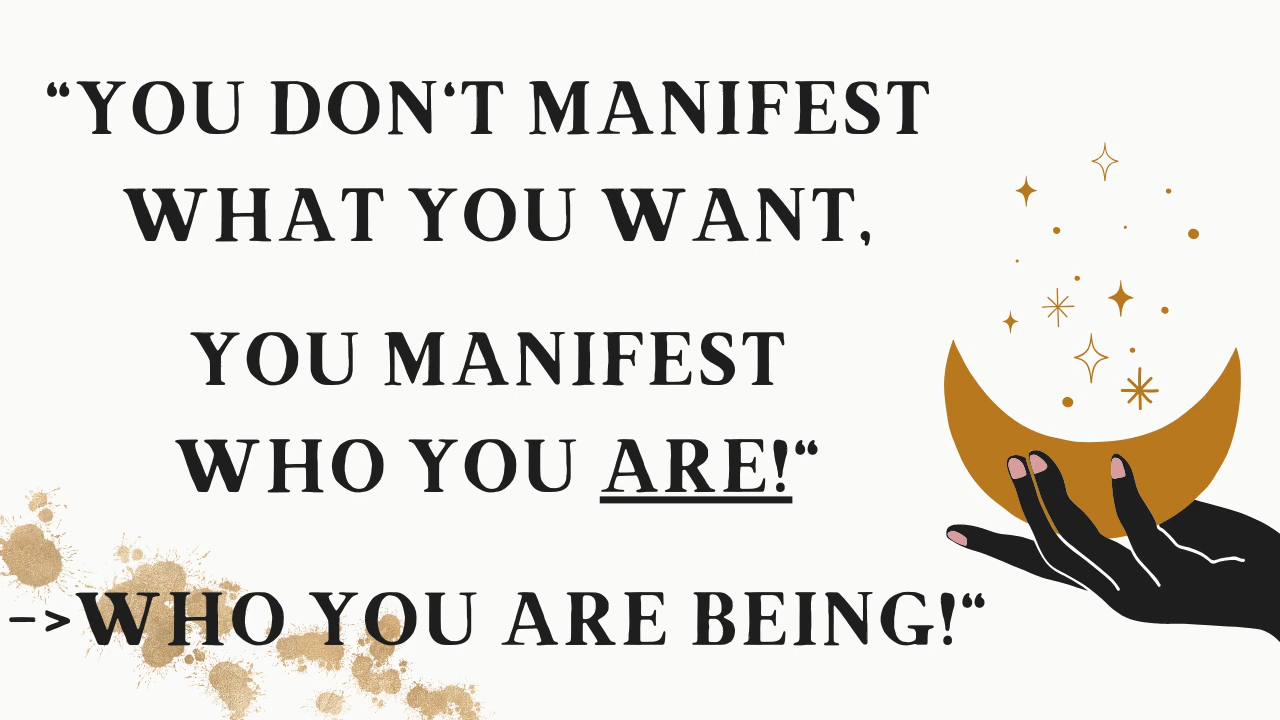 “YOU DON‘T MANIFEST
WHAT YOU WANT,
YOU MANIFEST
WHO YOU ARE!“
->WHO YOU ARE BEING!“